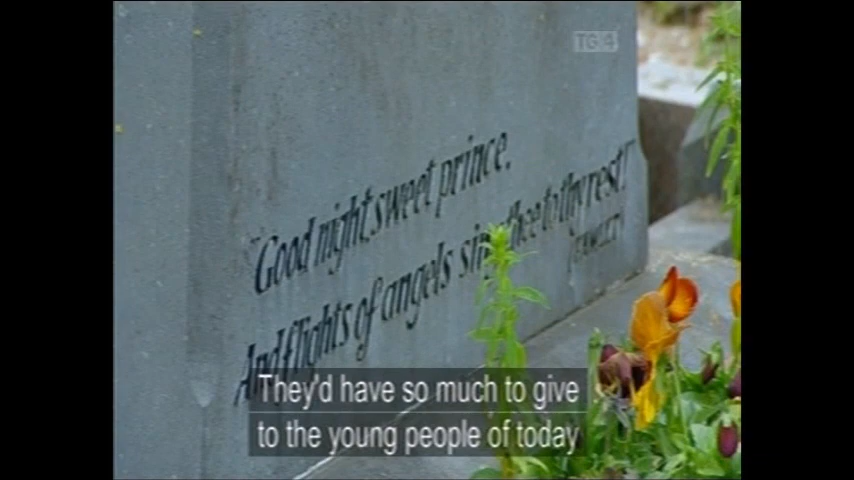 TG4
"Good night, sweet prince,
And flights of angels sing thee to thy rest!"
They'd have so much to give
to the young people of today